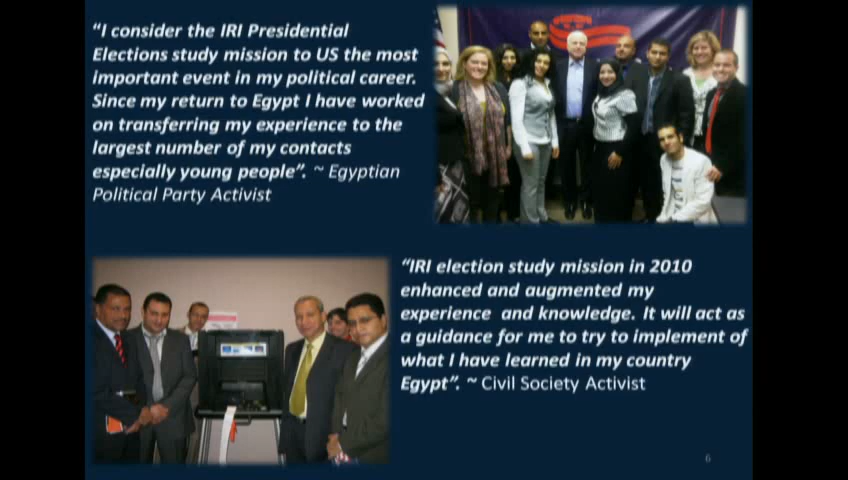 “I consider the IRI Presidential
Elections study mission to US the most
important event in my political career.
Since my return to Egypt I have worked
on transferring my experience to the
largest number of my contacts
especially young people”. ~ Egyptian
Political Party Activist
“IRI election study mission in 2010
enhanced and augmented my
experience and knowledge. It will act as
a guidance for me to try to implement of
what I have learned in my country
Egypt”. ~ Civil Society Activist
6